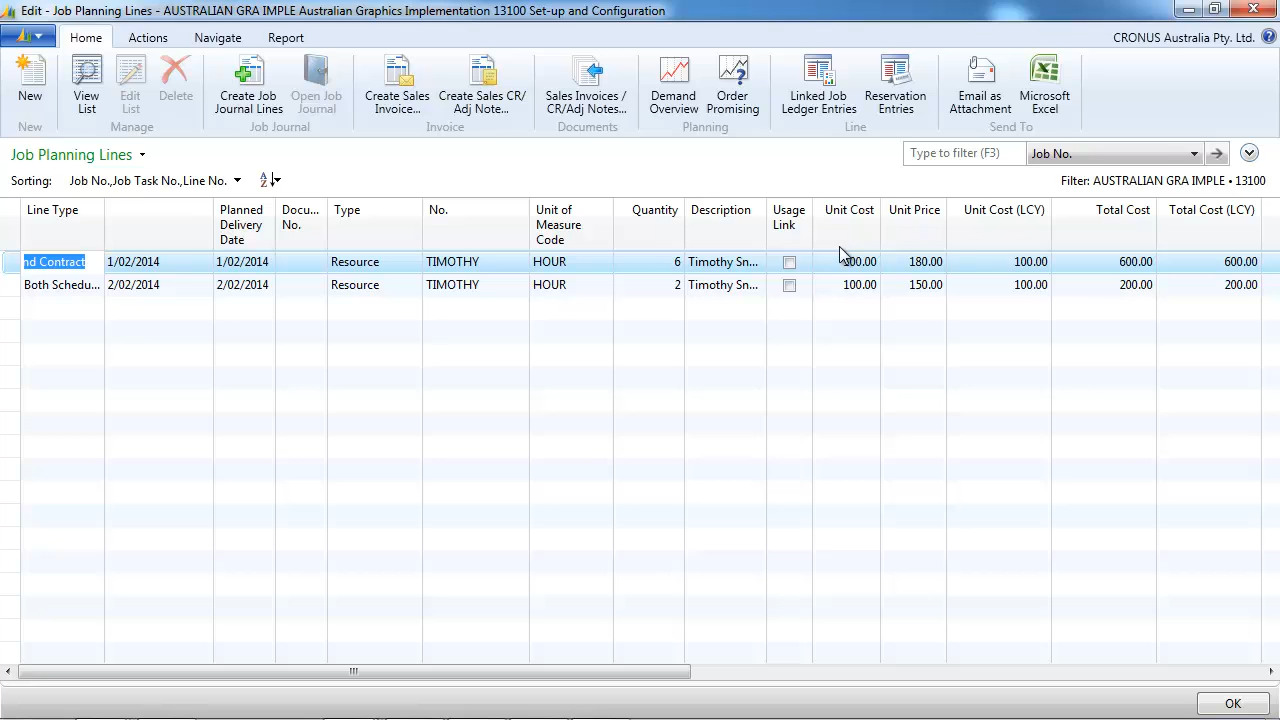 Edit - Job Planning Lines - AUSTRALIAN GRA IMPLE Australian Graphics Implementation 13100 Set-up and Configuration
Home Actions Navigate Report CRONUS Australia Pty. Ltd.
New View List Edit List Delete Create Job Journal Lines Open Job Journal Create Sales Invoice... Create Sales CR/ Adj Note... Sales Invoices / CR/Adj Notes... Demand Overview Order Promising Linked Job Ledger Entries Reservation Entries Email as Attachment Microsoft Excel
New Manage Job Journal Invoice Documents Planning Line Send To
Job Planning Lines Type to filter (F3) Job No.
Sorting: Job No.,Job Task No.,Line No. A Z Filter: AUSTRALIAN GRA IMPLE • 13100
Line Type Planned Delivery Date Docu... No. Type No. Unit of Measure Code Quantity Description Usage Link Unit Cost Unit Price Unit Cost (LCY) Total Cost Total Cost (LCY)
nd Contract 1/02/2014 1/02/2014 Resource TIMOTHY HOUR 6 Timothy Sn... 180.00 100.00 600.00 600.00
Both Schedu... 2/02/2014 2/02/2014 Resource TIMOTHY HOUR 2 Timothy Sn... 100.00 150.00 100.00 200.00 200.00
OK